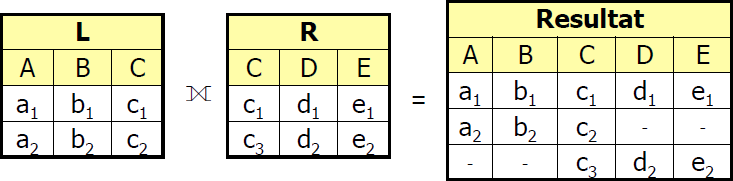 L
A B C
a₁ b₁ c₁
a₂ b₂ c₂
⟗
R
C D E
c₁ d₁ e₁
c₃ d₂ e₂
=
Resultat
A B C D E
a₁ b₁ c₁ d₁ e₁
a₂ b₂ c₂ - -
- - c₃ d₂ e₂